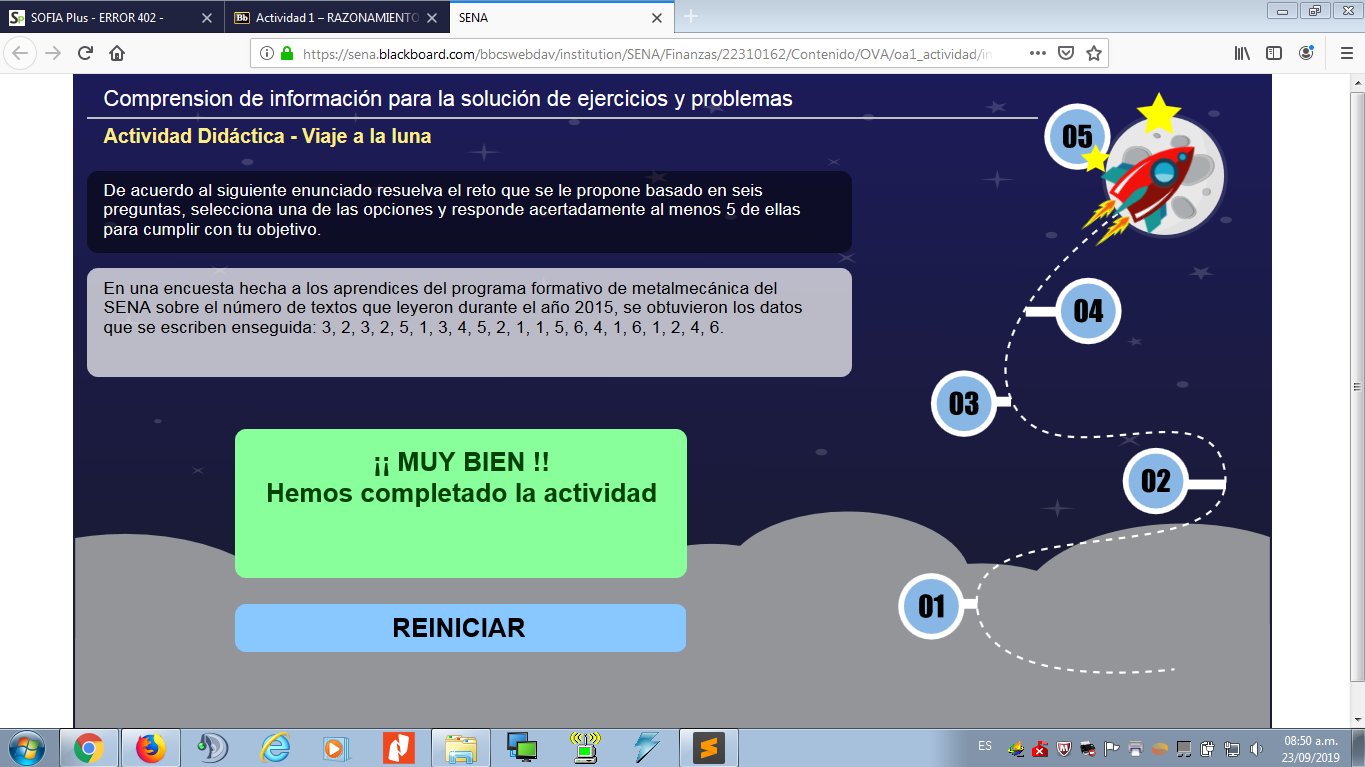 SOFIA Plus - ERROR 402 -
Actividad 1 – RAZONAMIENTO
SENA
https://sena.blackboard.com/bbcswebdav/institution/SENA/Finanzas/22310162/Contenido/OVA/oa1_actividad/in
Comprension de información para la solución de ejercicios y problemas
Actividad Didáctica - Viaje a la luna
De acuerdo al siguiente enunciado resuelva el reto que se le propone basado en seis
preguntas, selecciona una de las opciones y responde acertadamente al menos 5 de ellas
para cumplir con tu objetivo.
En una encuesta hecha a los aprendices del programa formativo de metalmecánica del
SENA sobre el número de textos que leyeron durante el año 2015, se obtuvieron los datos
que se escriben enseguida: 3, 2, 3, 2, 5, 1, 3, 4, 5, 2, 1, 1, 5, 6, 4, 1, 6, 1, 2, 4, 6.
05
04
03
02
01
¡¡ MUY BIEN !!
Hemos completado la actividad
REINICIAR
ES
08:50 a.m.
23/09/2019